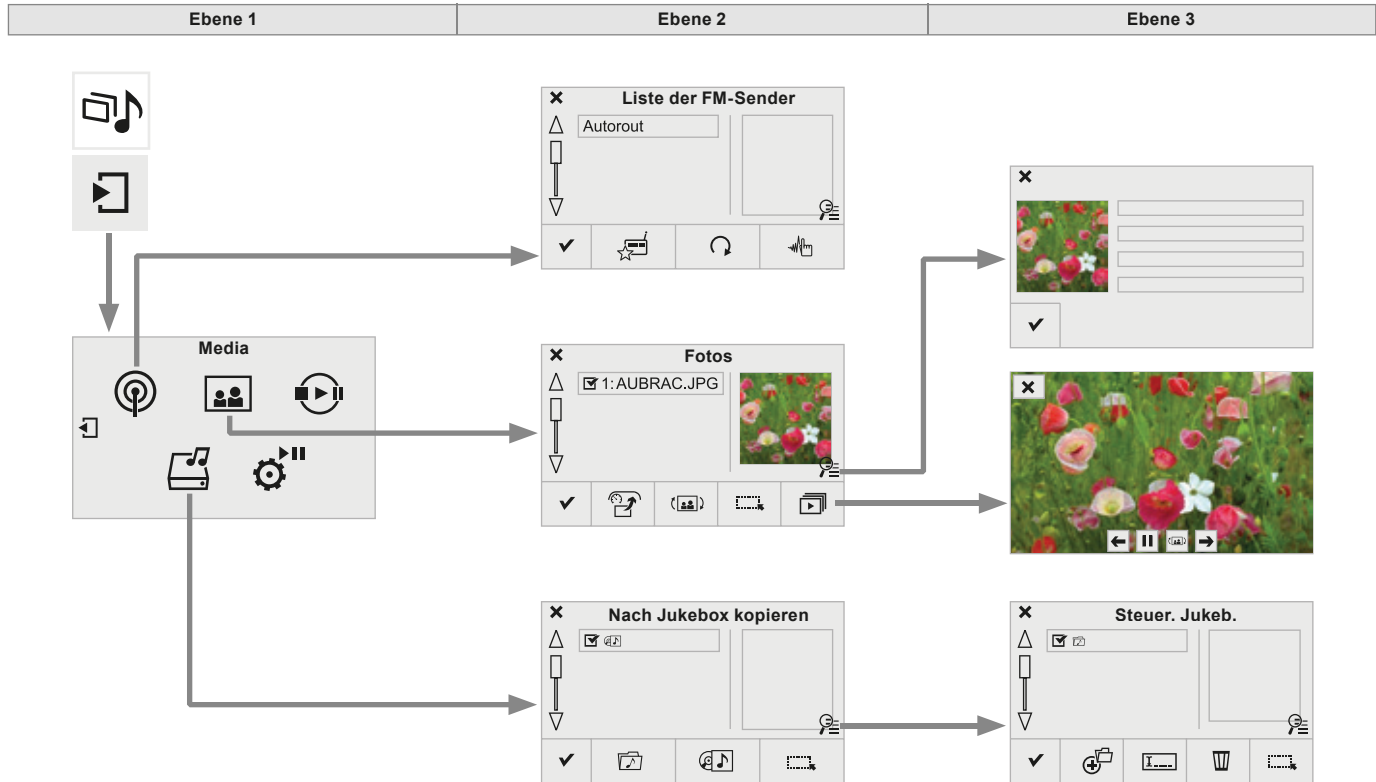 Ebene 1
Ebene 2
Ebene 3
Liste der FM-Sender
Autorout
Media
Fotos
1: AUBRAC.JPG
Nach Jukebox kopieren
Steuer. Jukeb.